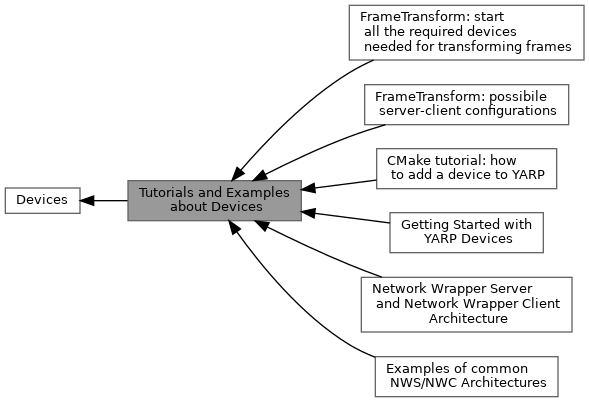 FrameTransform: start
all the required devices
needed for transforming frames
FrameTransform: possibile
server-client configurations
CMake tutorial: how
to add a device to YARP
Tutorials and Examples
about Devices
Devices
Getting Started with
YARP Devices
Network Wrapper Server
and Network Wrapper Client
Architecture
Examples of common
NWS/NWC Architectures